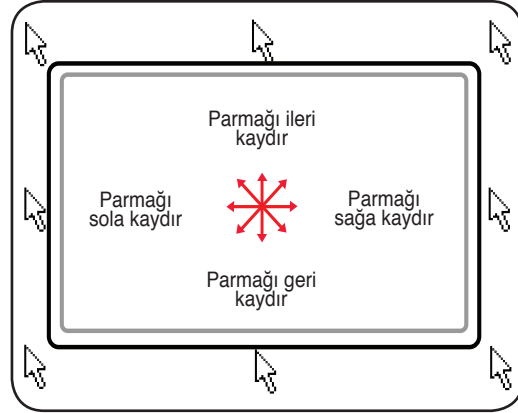 Parmağı ileri
kaydır
Parmağı
sola kaydır
Parmağı
sağa kaydır
Parmağı geri
kaydır